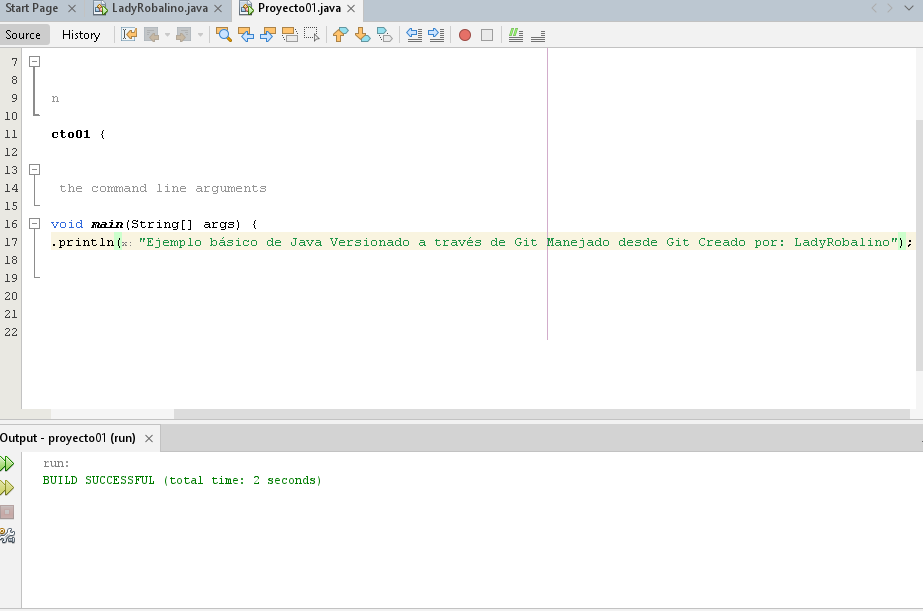 Start Page LadyRobalino.java Proyecto01.java
Source History
7
8
9 n
10
11 cto01 {
12
13
14 the command line arguments
15
16 void main(String[] args) {
17 .println(x: "Ejemplo básico de Java Versionado a través de Git Manejado desde Git Creado por: LadyRobalino");
18
19
20
21
22
Output - proyecto01 (run)
run:
BUILD SUCCESSFUL (total time: 2 seconds)